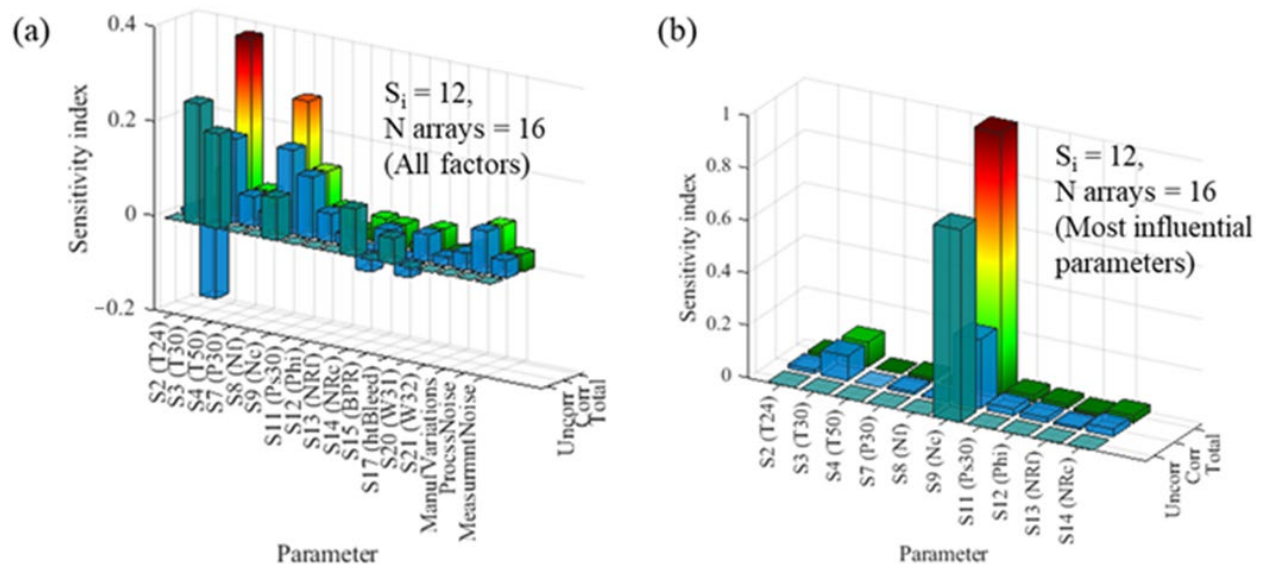 (a)
0.4
0.2
0
−0.2
Sensitivity index
S_i = 12,
N arrays = 16
(All factors)
S2 (T24)
S3 (T30)
S4 (T50)
S7 (P30)
S8 (Nf)
S9 (Nc)
S11 (Ps30)
S12 (Phi)
S13 (NRf)
S14 (NRc)
S15 (BPR)
S17 (htBleed)
S20 (W31)
S21 (W32)
ManufVariations
ProcssNoise
MeasurmntNoise
Uncorr
Corr
Total
Parameter
(b)
1
0.8
0.6
0.4
0.2
0
Sensitivity index
S_i = 12,
N arrays = 16
(Most influential
parameters)
S2 (T24)
S3 (T30)
S4 (T50)
S7 (P30)
S8 (Nf)
S9 (Nc)
S11 (Ps30)
S12 (Phi)
S13 (NRf)
S14 (NRc)
Uncorr
Corr
Total
Parameter